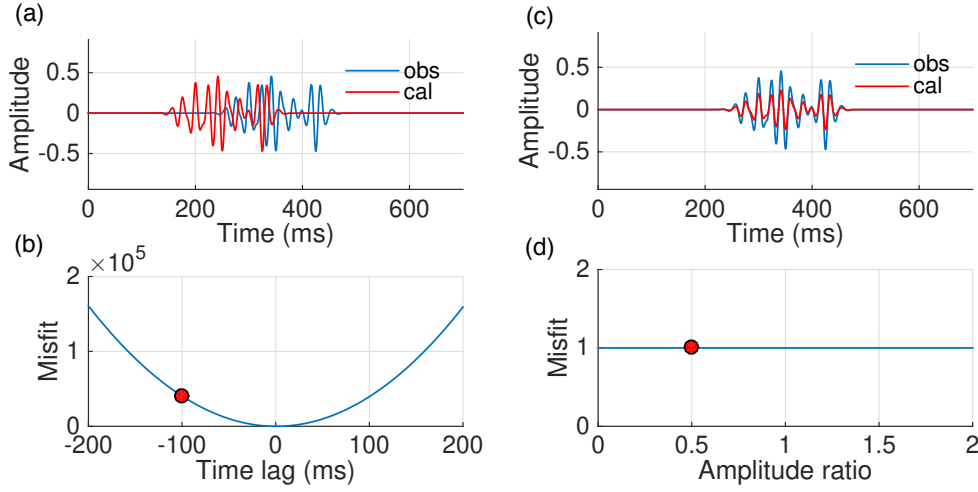 (a)
Amplitude
0.5
0
-0.5
obs
cal
0 200 400 600
Time (ms)
(c)
Amplitude
0.5
0
-0.5
obs
cal
0 200 400 600
Time (ms)
(b)
× 10^5
Misfit
2
1
0
-200 -100 0 100 200
Time lag (ms)
(d)
Misfit
2
1
0
0 0.5 1 1.5 2
Amplitude ratio